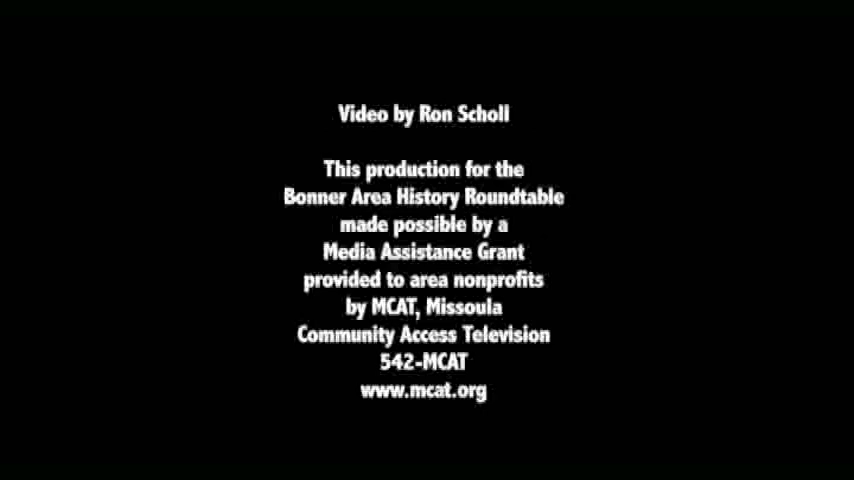 Video by Ron Scholl
This production for the
Bonner Area History Roundtable
made possible by a
Media Assistance Grant
provided to area nonprofits
by MCAT, Missoula
Community Access Television
542-MCAT
www.mcat.org